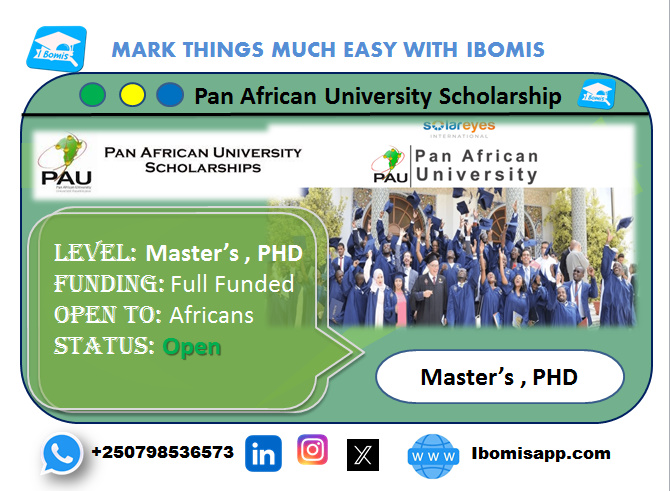 Ibomis
MARK THINGS MUCH EASY WITH IBOMIS
Pan African University Scholarship
Ibomis
solareyes
INTERNATIONAL
PAN AFRICAN UNIVERSITY
SCHOLARSHIPS
PAU
PAU
Pan African
University
LEVEL: Master's , PHD
FUNDING: Full Funded
OPEN TO: Africans
STATUS: Open
Master's , PHD
+250798536573
in
X
WWW
Ibomisapp.com